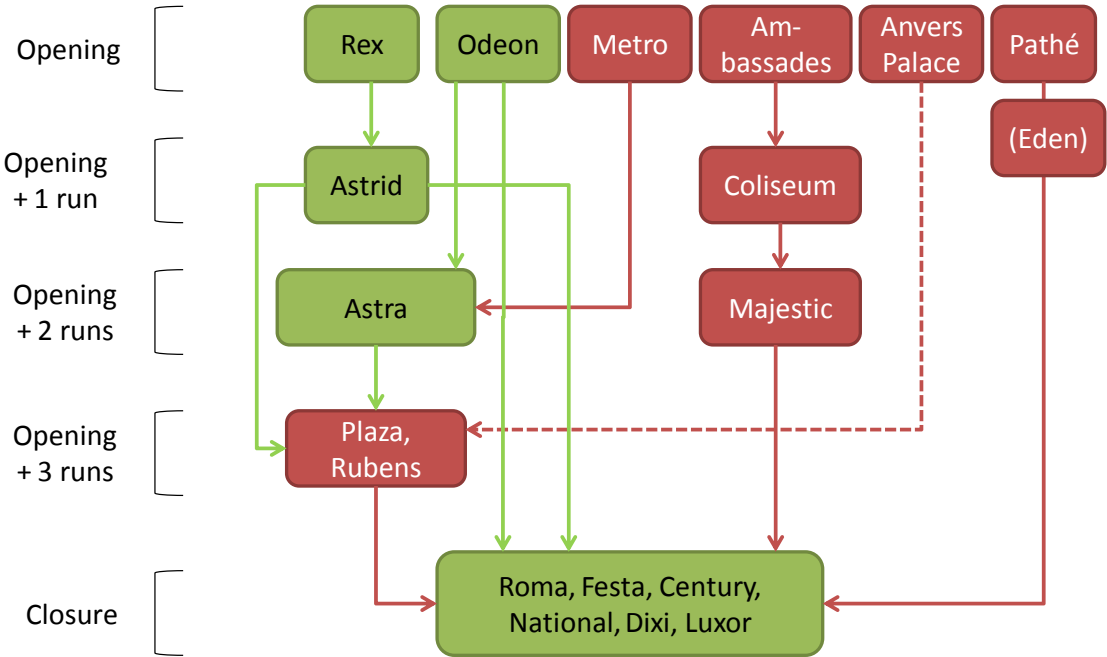 Opening
Rex
Odeon
Metro
Am-
bassades
Anvers
Palace
Pathé
(Eden)
Opening
+ 1 run
Astrid
Coliseum
Opening
+ 2 runs
Astra
Majestic
Opening
+ 3 runs
Plaza,
Rubens
Closure
Roma, Festa, Century,
National, Dixi, Luxor